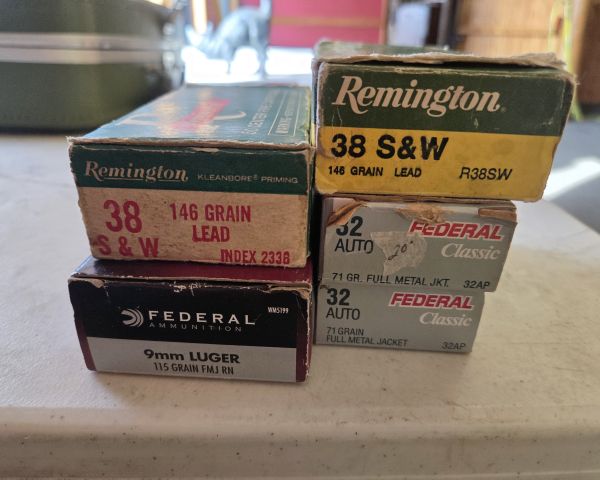 Remington KLEANBORE® PRIMING
38 S & W
146 GRAIN LEAD
INDEX 2338
Remington
38 S&W
146 GRAIN LEAD R38SW
FEDERAL AMMUNITION
WM5199
9mm LUGER
115 GRAIN FMJ RN
32 AUTO
FEDERAL
Classic
71 GR. FULL METAL JKT. 32AP
32 AUTO
FEDERAL
Classic
71 GRAIN
FULL METAL JACKET 32AP